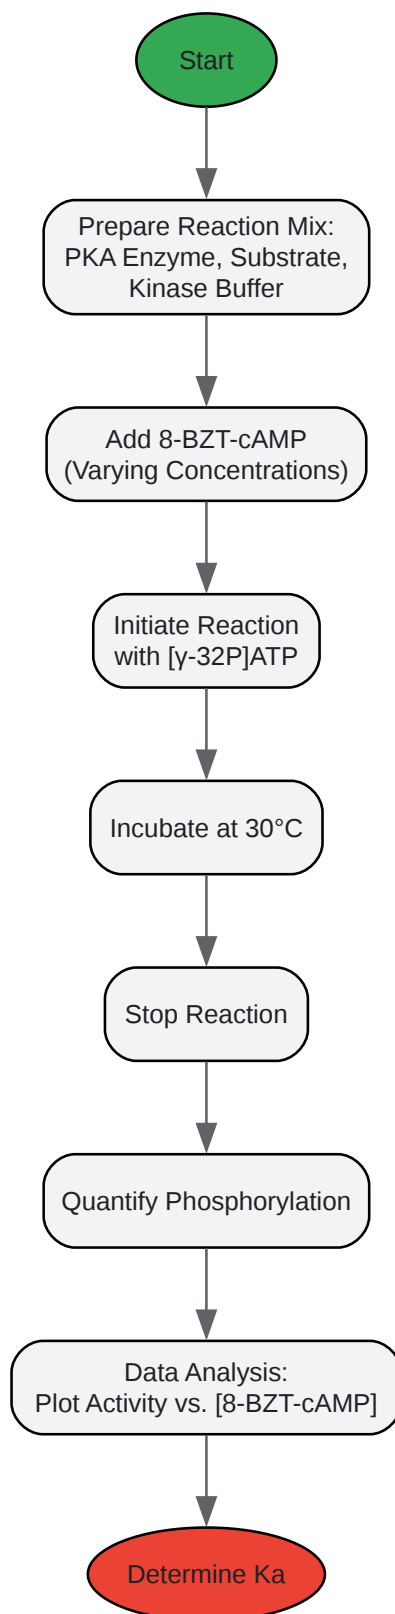 Start
Prepare Reaction Mix:
PKA Enzyme, Substrate,
Kinase Buffer
Add 8-BZT-cAMP
(Varying Concentrations)
Initiate Reaction
with [γ-32P]ATP
Incubate at 30°C
Stop Reaction
Quantify Phosphorylation
Data Analysis:
Plot Activity vs. [8-BZT-cAMP]
Determine Ka